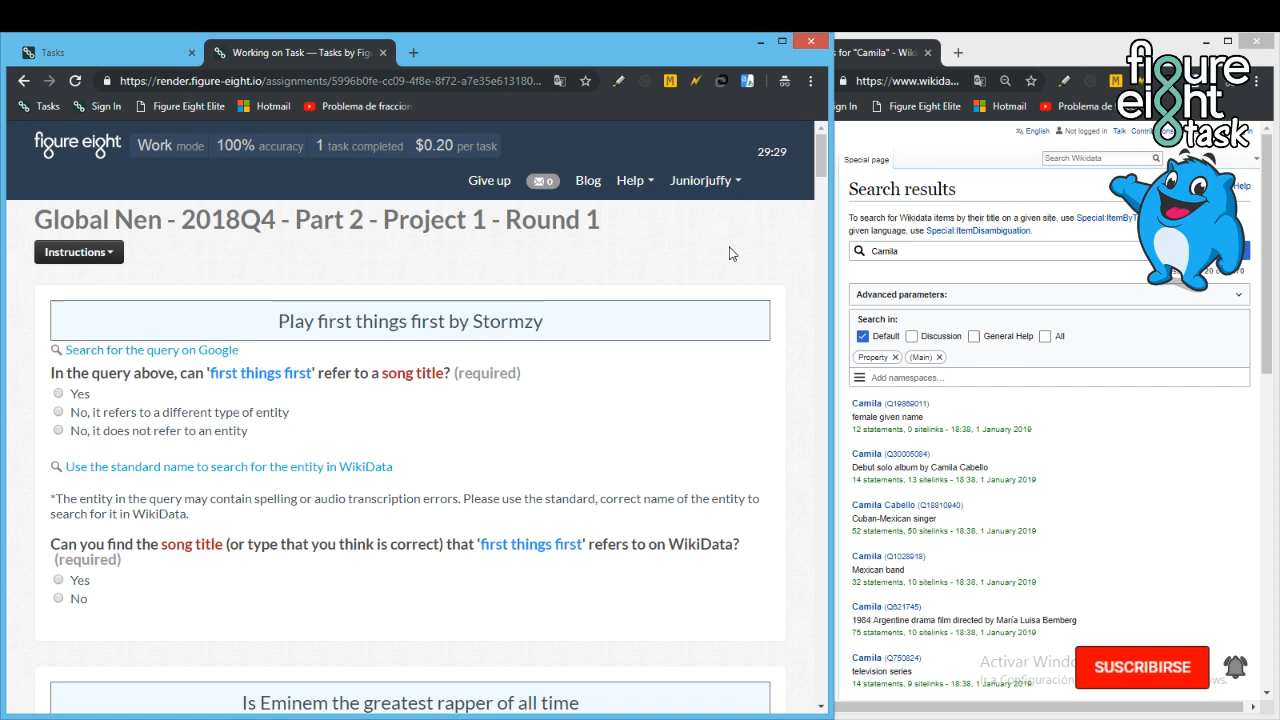 Tasks
Working on Task — Tasks by Fig
https://render.figure-eight.io/assignments/5996b0fe-cc09-4f8e-8f72-a7e35e613180...
Tasks
Sign In
Figure Eight Elite
Hotmail
Problema de fraccion
figure eight
Work mode
100% accuracy
1 task completed
$0.20 per task
29:29
Give up
0
Blog
Help
Juniorjuffy
Global Nen - 2018Q4 - Part 2 - Project 1 - Round 1
Instructions
Play first things first by Stormzy
Search for the query on Google
In the query above, can 'first things first' refer to a song title? (required)
Yes
No, it refers to a different type of entity
No, it does not refer to an entity
Use the standard name to search for the entity in WikiData
*The entity in the query may contain spelling or audio transcription errors. Please use the standard, correct name of the entity to
search for it in WikiData.
Can you find the song title (or type that you think is correct) that 'first things first' refers to on WikiData?
(required)
Yes
No
Is Eminem the greatest rapper of all time
s for "Camila" - Wiki
https://www.wikida
gn In
Figure Eight Elite
Hotmail
Problema de
figure
eight
task
English
Not logged in
Talk
Contrib
in
Special page
Search Wikidata
Search results
Help
To search for Wikidata items by their title on a given site, use Special:ItemByT
given language, use Special:ItemDisambiguation.
Camila
Advanced parameters:
Search in:
Default
Discussion
General Help
All
Property
(Main)
Add namespaces...
Camila (Q19869011)
female given name
12 statements, 0 sitelinks - 18:38, 1 January 2019
Camila (Q30005084)
Debut solo album by Camila Cabello
14 statements, 13 sitelinks - 18:38, 1 January 2019
Camila Cabello (Q18810940)
Cuban-Mexican singer
52 statements, 50 sitelinks - 18:38, 1 January 2019
Camila (Q1028918)
Mexican band
32 statements, 10 sitelinks - 18:38, 1 January 2019
Camila (Q621745)
1984 Argentine drama film directed by María Luisa Bemberg
75 statements, 10 sitelinks - 18:38, 1 January 2019
Camila (Q750824)
television series
14 statements, 9 sitelinks - 18:38, 1 January 2019
Activar Windo
Ir a Configuración
SUSCRIBIRSE